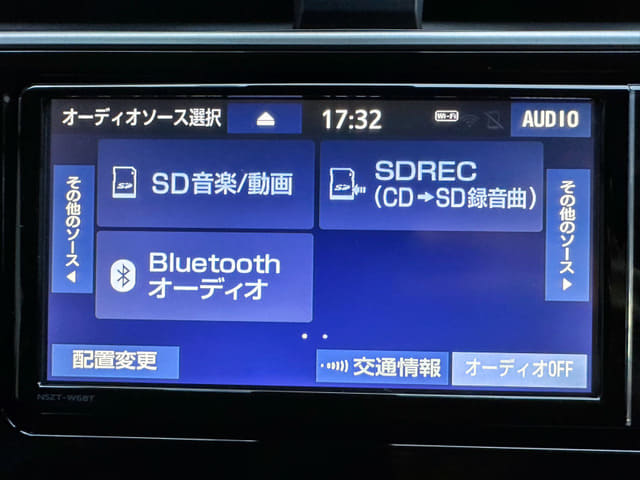 オーディオソース選択
17:32
Wi-Fi
AUDIO
その他のソース
SD
SD音楽/動画
SD
SDREC
(CD→SD録音曲)
その他のソース
Bluetooth
オーディオ
配置変更
交通情報
オーディオOFF
NSZT-W68T